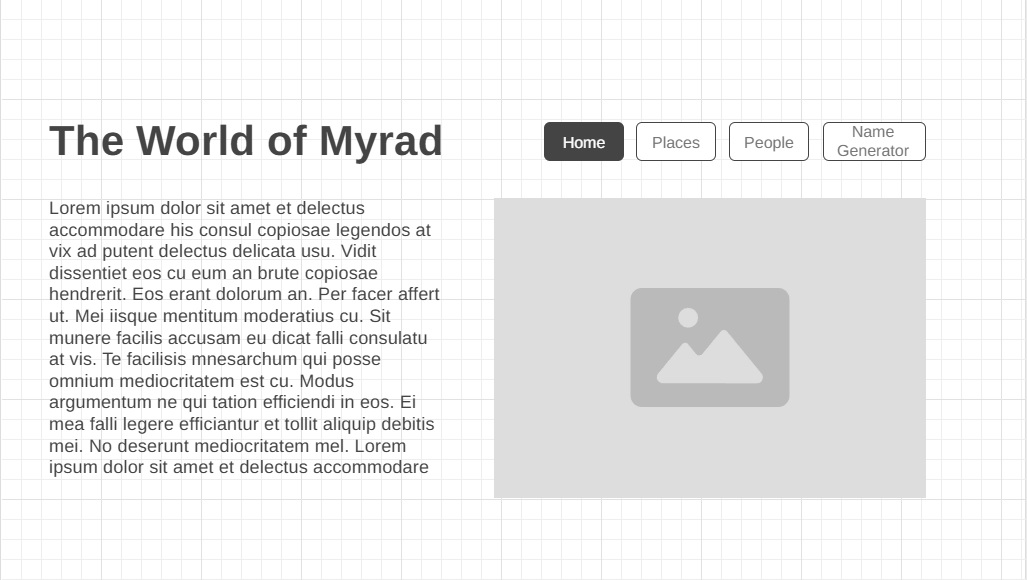 The World of Myrad
Home
Places
People
Name
Generator
Lorem ipsum dolor sit amet et delectus
accommodare his consul copiosae legendos at
vix ad putent delectus delicata usu. Vidit
dissentiet eos cu eum an brute copiosae
hendrerit. Eos erant dolorum an. Per facer affert
ut. Mei iisque mentitum moderatius cu. Sit
munere facilis accusam eu dicat falli consulatu
at vis. Te facilisis mnesarchum qui posse
omnium mediocritatem est cu. Modus
argumentum ne qui tation efficiendi in eos. Ei
mea falli legere efficiantur et tollit aliquip debitis
mei. No deserunt mediocritatem mel. Lorem
ipsum dolor sit amet et delectus accommodare